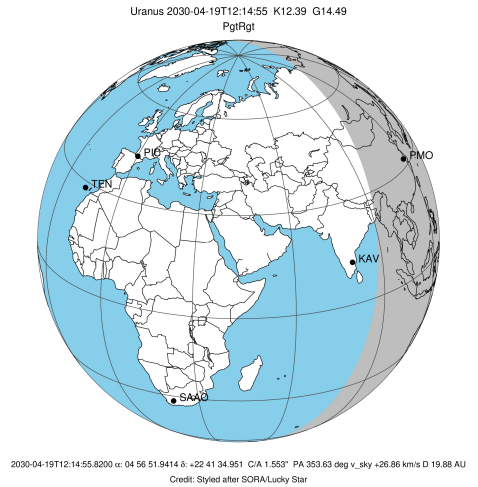 Uranus 2030-04-19T12:14:55 K12.39 G14.49
PgtRgt
PID
PMO
TEN
KAV
SAAO
2030-04-19T12:14:55.8200 α: 04 56 51.9414 δ: +22 41 34.951 C/A 1.553" PA 353.63 deg v_sky +26.86 km/s D 19.88 AU
Credit: Styled after SORA/Lucky Star